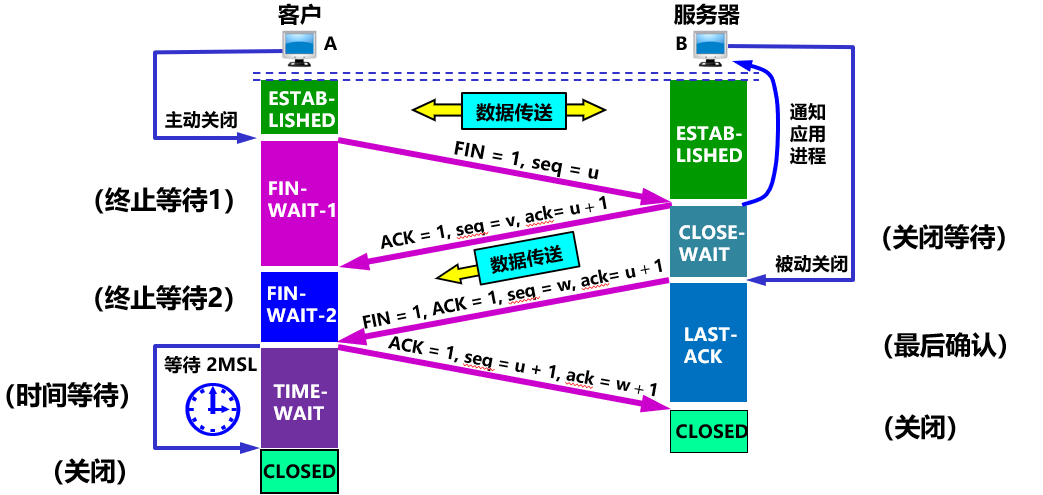 客户
服务器
A
B
ESTAB-
LISHED
数据传送
主动关闭
通知
应用
进程
ESTAB-
LISHED
FIN = 1, seq = u
(终止等待1)
FIN-
WAIT-1
ACK = 1, seq = v, ack= u + 1
CLOSE-
WAIT
(关闭等待)
数据传送
被动关闭
(终止等待2)
FIN-
WAIT-2
FIN = 1, ACK = 1, seq = w, ack= u + 1
LAST-
ACK
(最后确认)
ACK = 1, seq = u + 1, ack = w + 1
等待 2MSL
(时间等待)
TIME-
WAIT
CLOSED
(关闭)
(关闭)
CLOSED